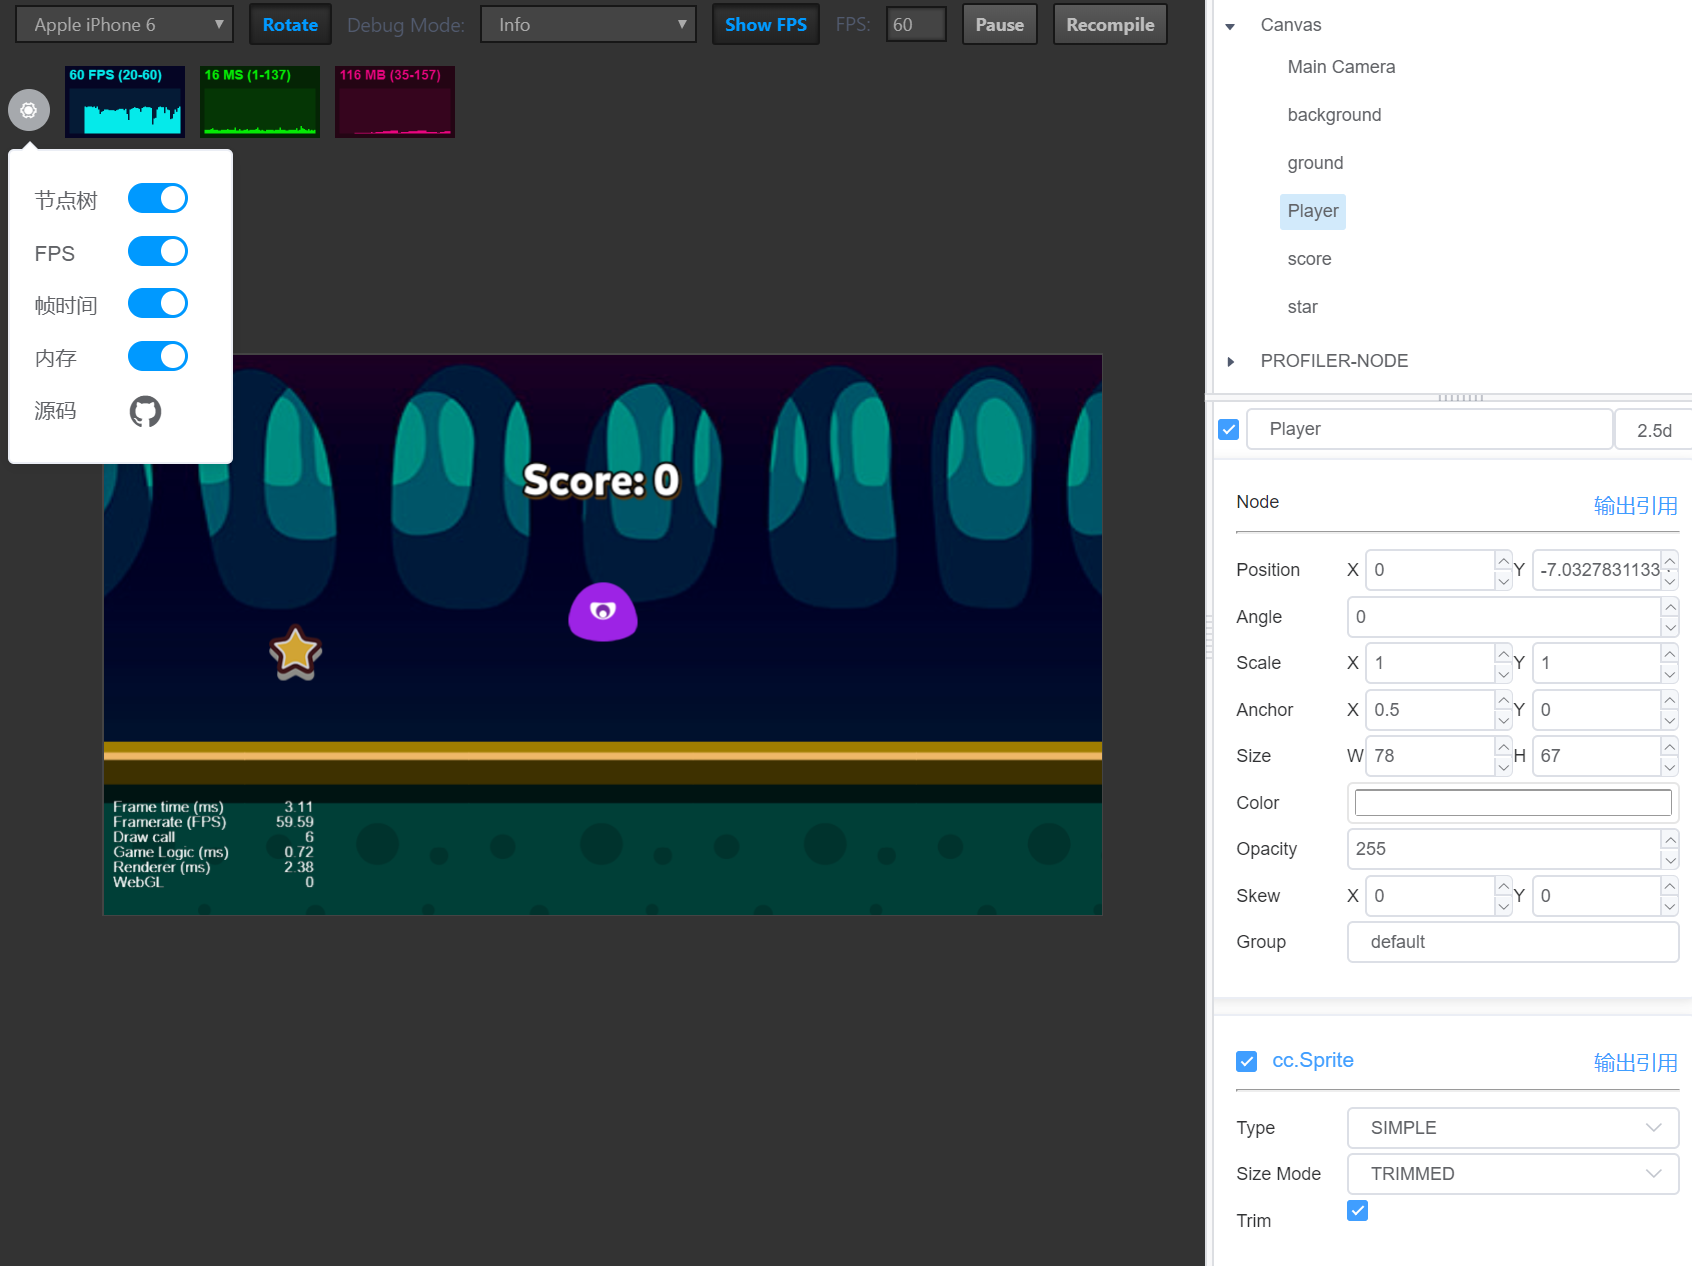 Apple iPhone 6
Rotate
Debug Mode:
Info
Show FPS
FPS:
60
Pause
Recompile
60 FPS (20-60)
16 MS (1-137)
116 MB (35-157)
节点树
FPS
帧时间
内存
源码
Score: 0
Frame time (ms) 3.11
Framerate (FPS) 59.59
Draw call 6
Game Logic (ms) 0.72
Renderer (ms) 2.38
WebGL 0
Canvas
Main Camera
background
ground
Player
score
star
PROFILER-NODE
Player
2.5d
Node 输出引用
Position X 0 Y -7.0327831133
Angle 0
Scale X 1 Y 1
Anchor X 0.5 Y 0
Size W 78 H 67
Color
Opacity 255
Skew X 0 Y 0
Group default
cc.Sprite 输出引用
Type SIMPLE
Size Mode TRIMMED
Trim